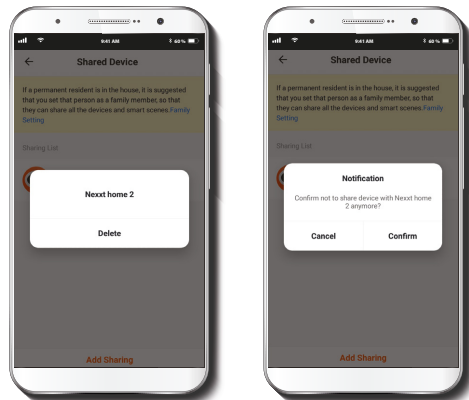 9:41 AM
60 %
Shared Device
If a permanent resident is in the house, it is suggested
that you set that person as a family member, so that
they can share all the devices and smart scenes.Family
Setting
Sharing List
Nexxt home 2
Delete
Add Sharing
9:41 AM
60 %
Shared Device
If a permanent resident is in the house, it is suggested
that you set that person as a family member, so that
they can share all the devices and smart scenes.Family
Setting
Sharing List
Notification
Confirm not to share device with Nexxt home
2 anymore?
Cancel Confirm
Add Sharing